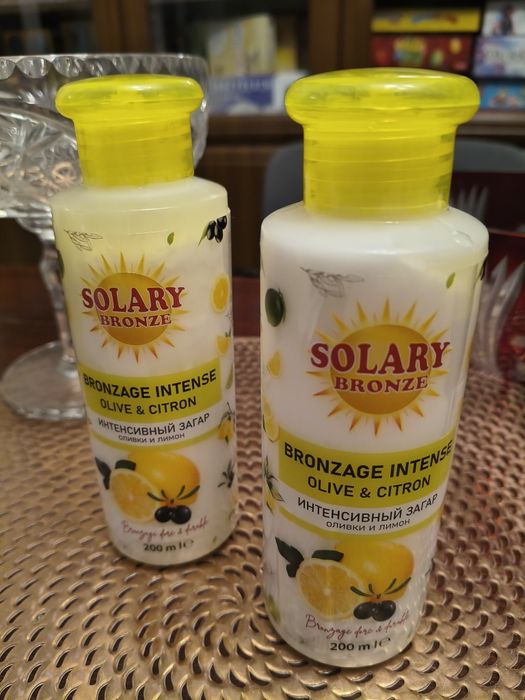 SOLARY
BRONZE
BRONZAGE INTENSE
OLIVE & CITRON
ИНТЕНСИВНЫЙ ЗАГАР
ОЛИВКИ И ЛИМОН
200 ml ℮
SOLARY
BRONZE
BRONZAGE INTENSE
OLIVE & CITRON
ИНТЕНСИВНЫЙ ЗАГАР
ОЛИВКИ И ЛИМОН
Bronzage
200 ml ℮